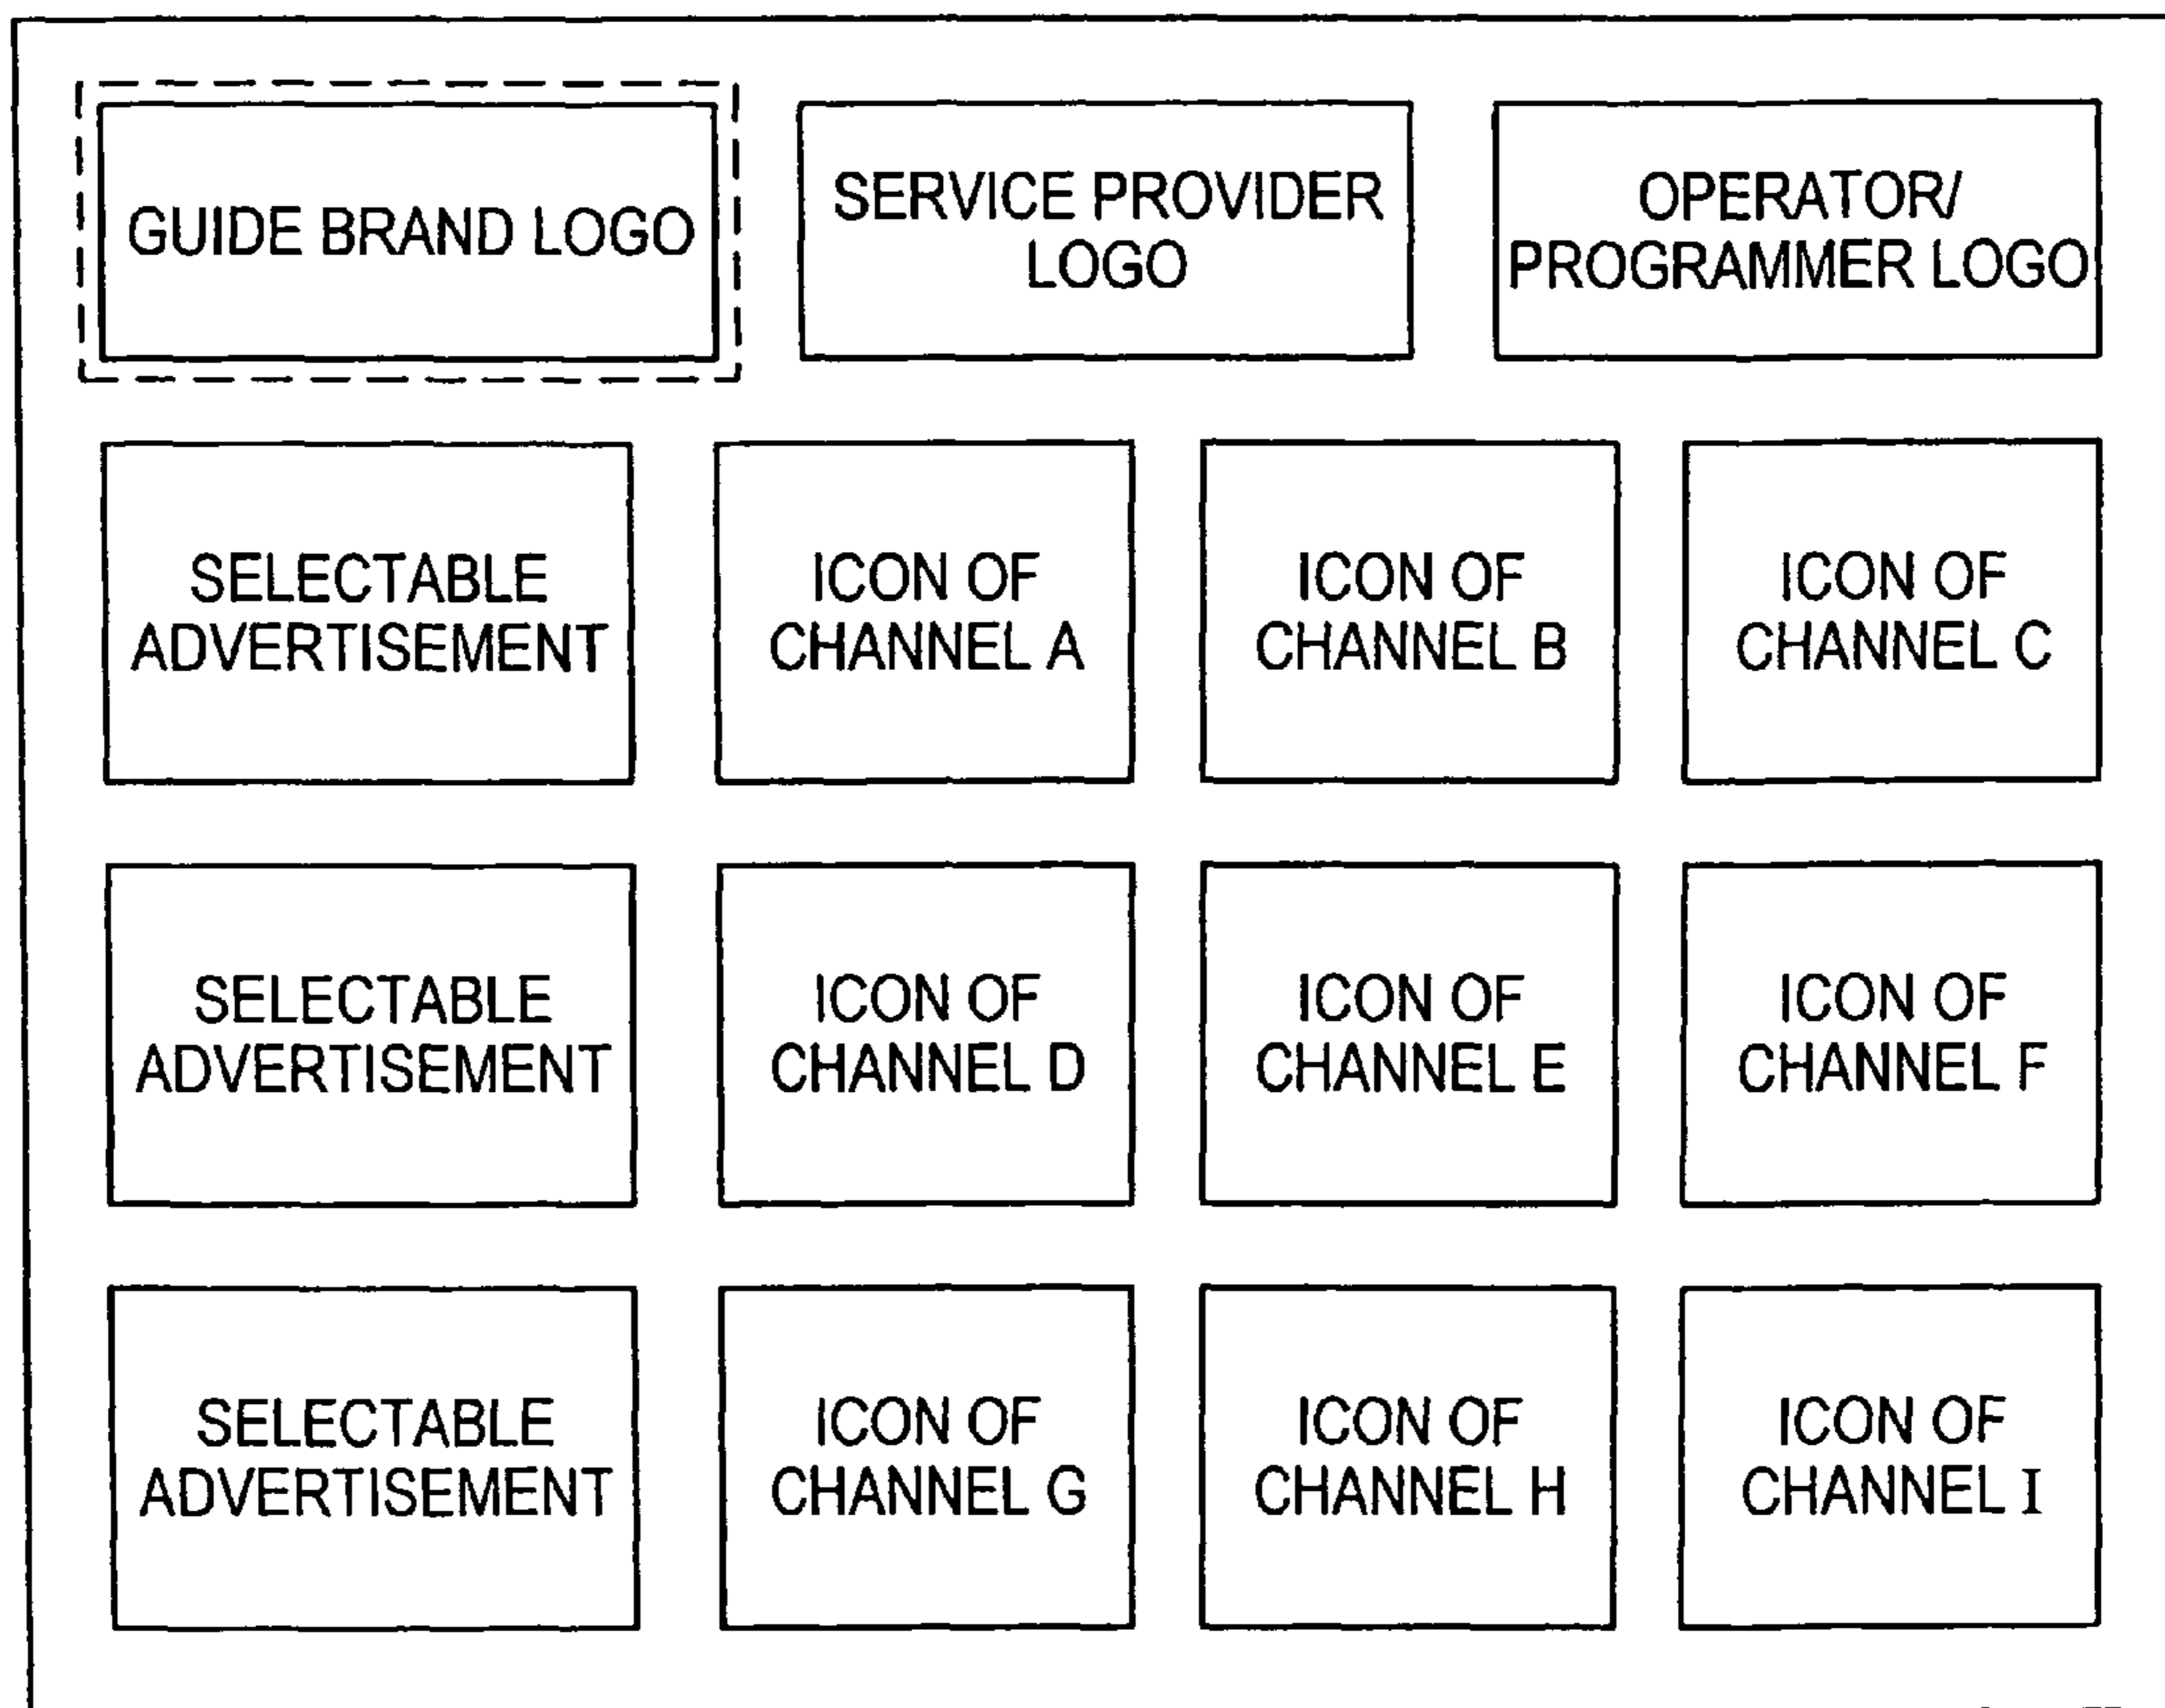 GUIDE BRAND LOGO
SERVICE PROVIDER
LOGO
OPERATOR/
PROGRAMMER LOGO
SELECTABLE
ADVERTISEMENT
ICON OF
CHANNEL A
ICON OF
CHANNEL B
ICON OF
CHANNEL C
SELECTABLE
ADVERTISEMENT
ICON OF
CHANNEL D
ICON OF
CHANNEL E
ICON OF
CHANNEL F
SELECTABLE
ADVERTISEMENT
ICON OF
CHANNEL G
ICON OF
CHANNEL H
ICON OF
CHANNEL I